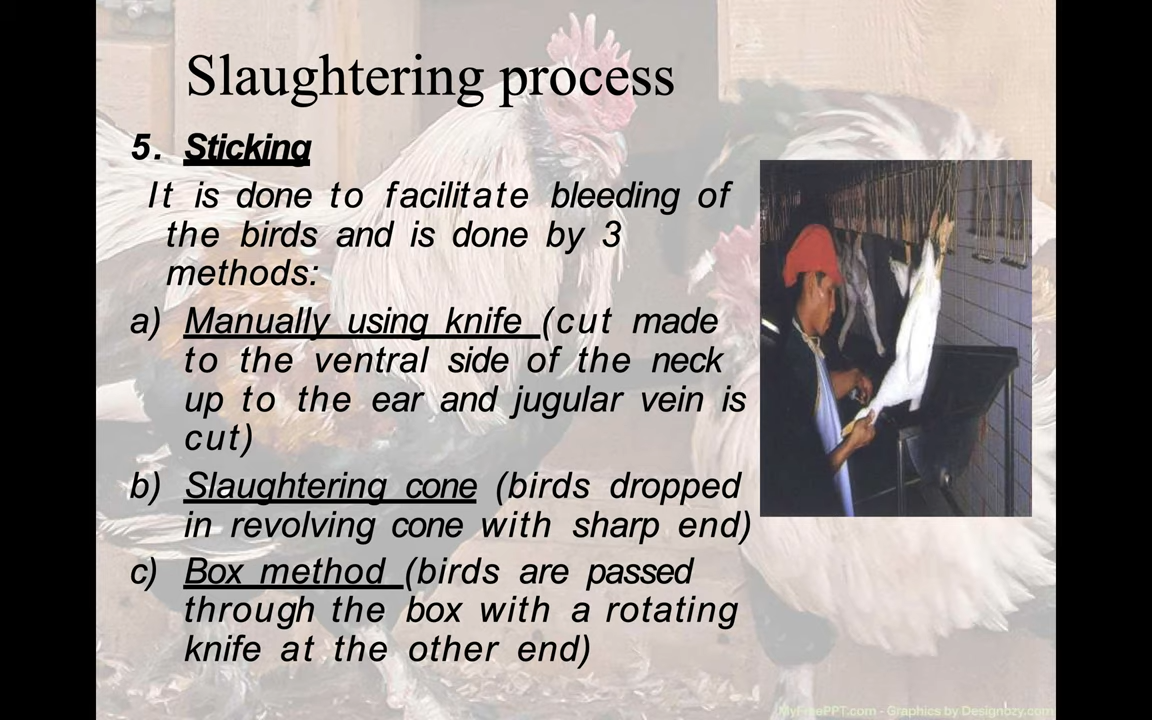 Slaughtering process
5. Sticking
It is done to facilitate bleeding of
the birds and is done by 3
methods:
a) Manually using knife (cut made
to the ventral side of the neck
up to the ear and jugular vein is
cut)
b) Slaughtering cone (birds dropped
in revolving cone with sharp end)
c) Box method (birds are passed
through the box with a rotating
knife at the other end)
MyFreePPT.com - Graphics by Designozy.com